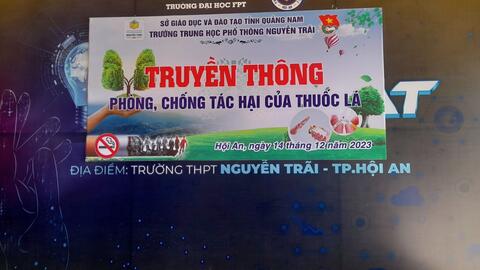 TRƯỜNG ĐẠI HỌC FPT
SỞ GIÁO DỤC VÀ ĐÀO TẠO TỈNH QUẢNG NAM
TRƯỜNG TRUNG HỌC PHỔ THÔNG NGUYỄN TRÃI
TRUYỀN THÔNG
PHÒNG, CHỐNG TÁC HẠI CỦA THUỐC LÁ
Hội An, ngày 14 tháng 12 năm 2023
ĐỊA ĐIỂM: TRƯỜNG THPT NGUYỄN TRÃI - TP.HỘI AN